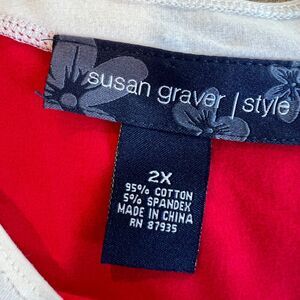 susan graver | style
2X
95% COTTON
5% SPANDEX
MADE IN CHINA
RN 87935